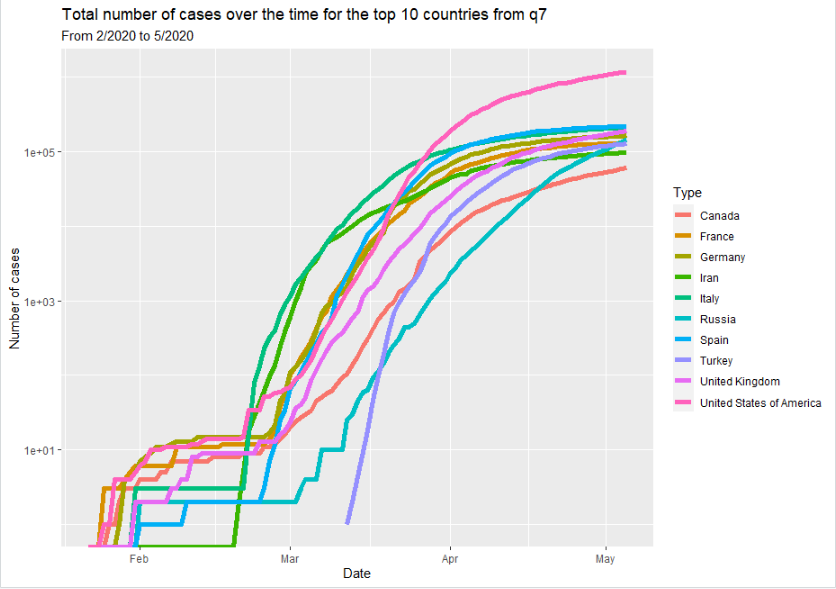 Total number of cases over the time for the top 10 countries from q7
From 2/2020 to 5/2020
Number of cases
1e+05
1e+03
1e+01
Feb
Mar
Apr
May
Date
Type
Canada
France
Germany
Iran
Italy
Russia
Spain
Turkey
United Kingdom
United States of America